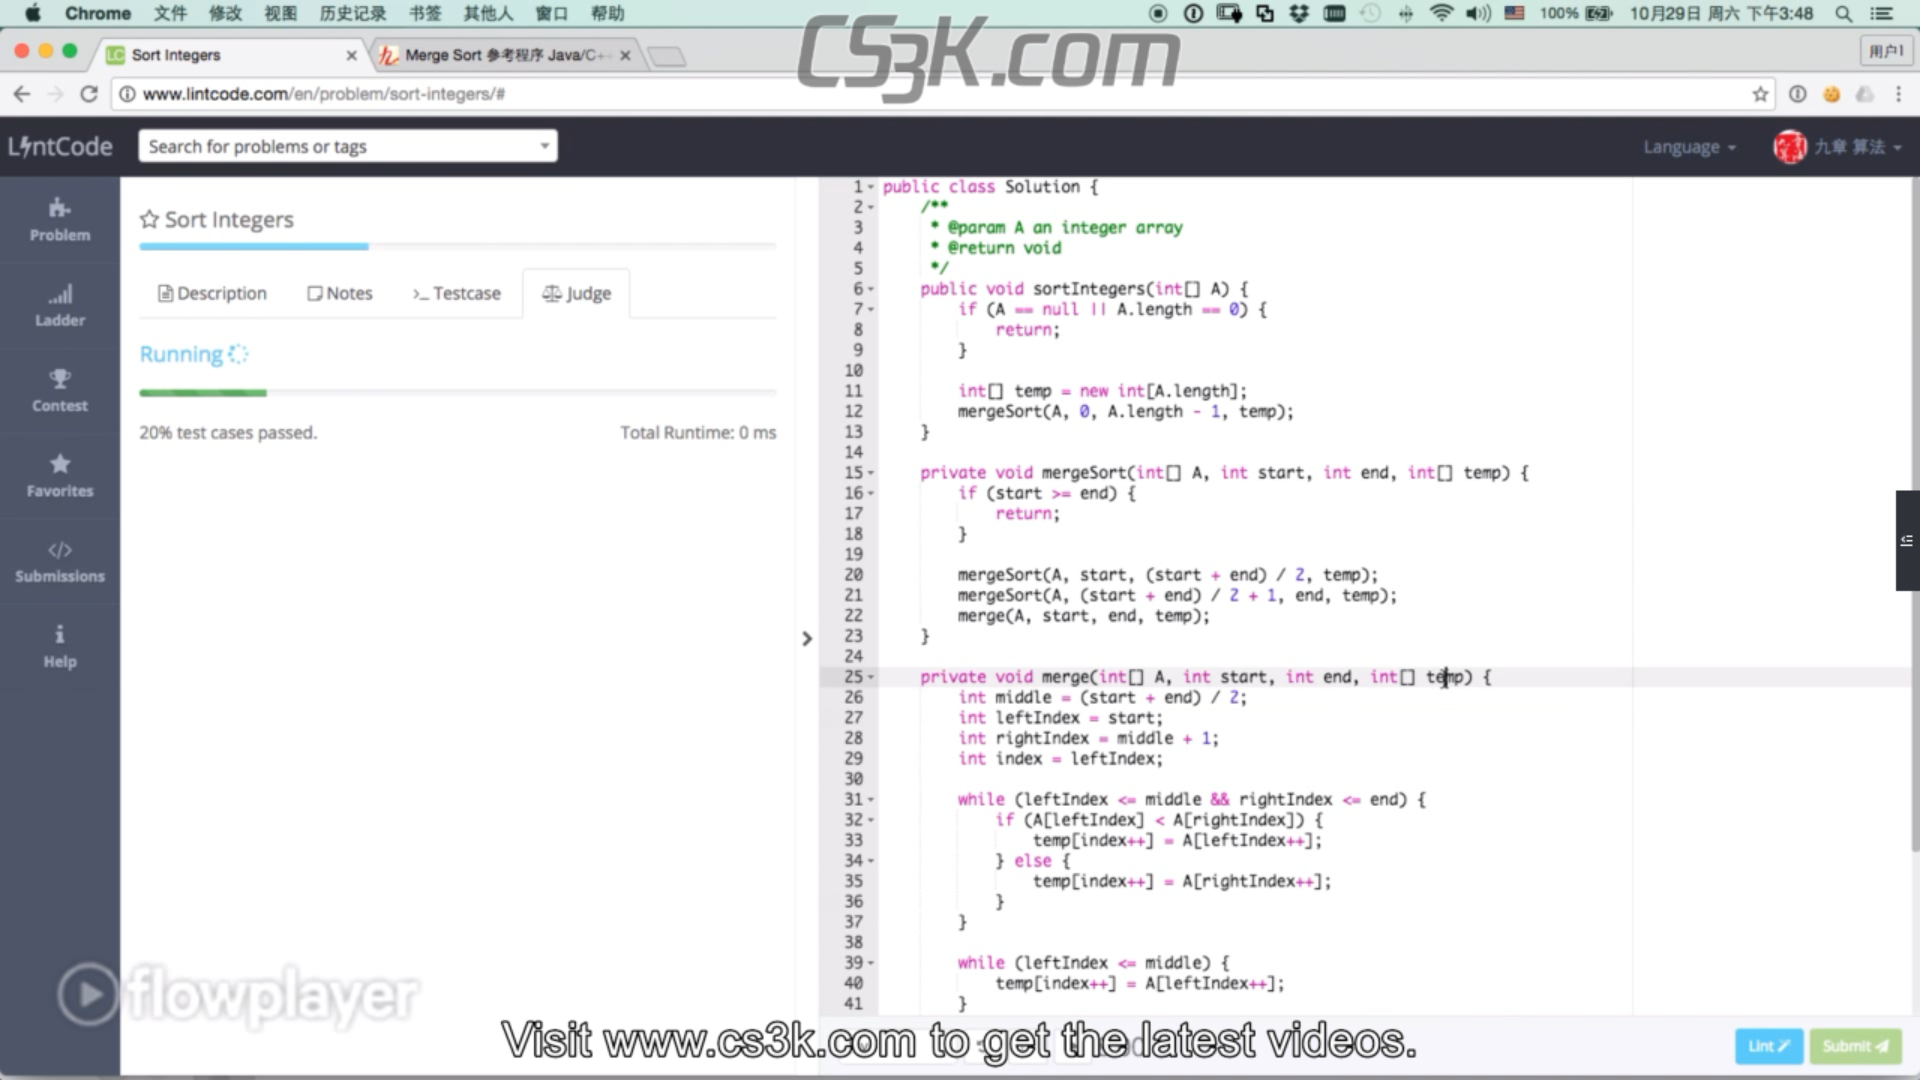 Chrome 文件 修改 视图 历史记录 书签 其他人 窗口 帮助 100% 10月29日 周六 下午3:48
Sort Integers Merge Sort 参考程序 Java/C++ 用户1
CS3K.com
www.lintcode.com/en/problem/sort-integers/#
LintCode Search for problems or tags Language 九章 算法
Problem
Ladder
Contest
Favorites
Submissions
Help
Sort Integers
Description Notes >_ Testcase Judge
Running
20% test cases passed. Total Runtime: 0 ms
1 public class Solution {
2 /**
3 * @param A an integer array
4 * @return void
5 */
6 public void sortIntegers(int[] A) {
7 if (A == null || A.length == 0) {
8 return;
9 }
10
11 int[] temp = new int[A.length];
12 mergeSort(A, 0, A.length - 1, temp);
13 }
14
15 private void mergeSort(int[] A, int start, int end, int[] temp) {
16 if (start >= end) {
17 return;
18 }
19
20 mergeSort(A, start, (start + end) / 2, temp);
21 mergeSort(A, (start + end) / 2 + 1, end, temp);
22 merge(A, start, end, temp);
23 }
24
25 private void merge(int[] A, int start, int end, int[] temp) {
26 int middle = (start + end) / 2;
27 int leftIndex = start;
28 int rightIndex = middle + 1;
29 int index = leftIndex;
30
31 while (leftIndex <= middle && rightIndex <= end) {
32 if (A[leftIndex] < A[rightIndex]) {
33 temp[index++] = A[leftIndex++];
34 } else {
35 temp[index++] = A[rightIndex++];
36 }
37 }
38
39 while (leftIndex <= middle) {
40 temp[index++] = A[leftIndex++];
41 }
flowplayer
Visit www.cs3k.com to get the latest videos.
Lint Submit